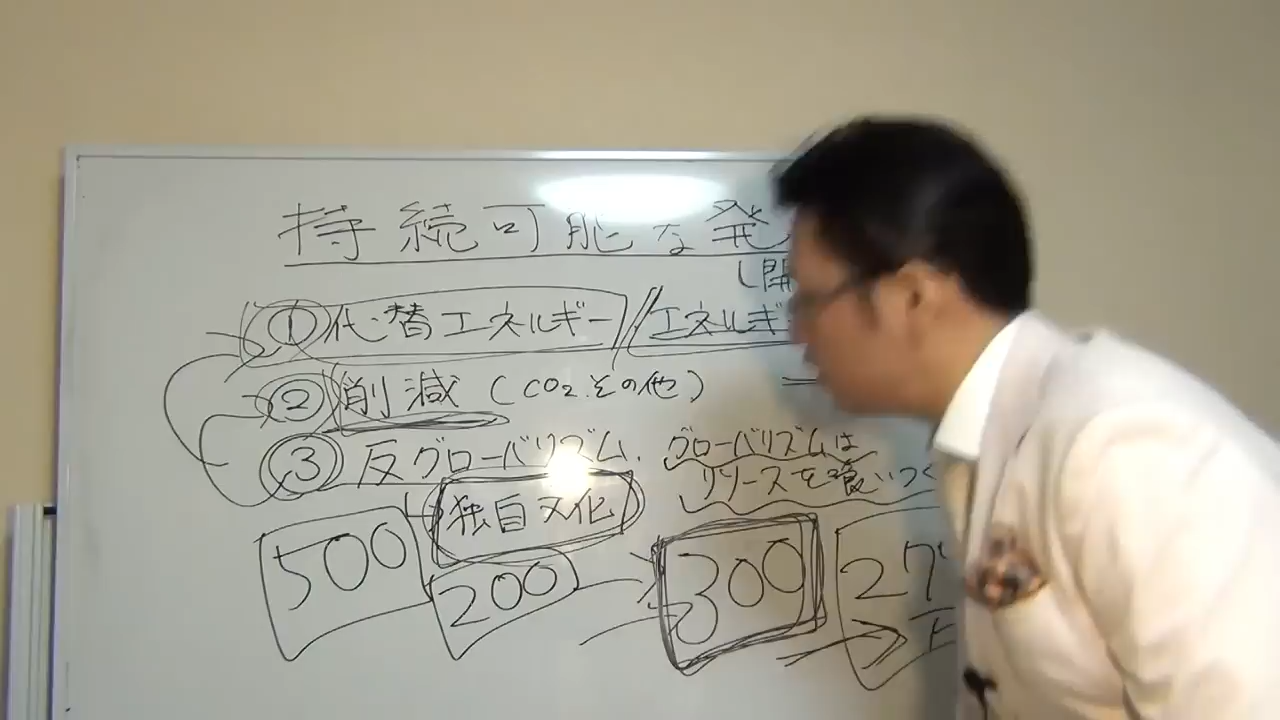 持続可能な発
(開
①代替エネルギー//エネルギ
②削減 (CO2.その他) =
③反グローバリズム. グローバリズムは
リソースを喰いつく
独自文化
500 200 300 27